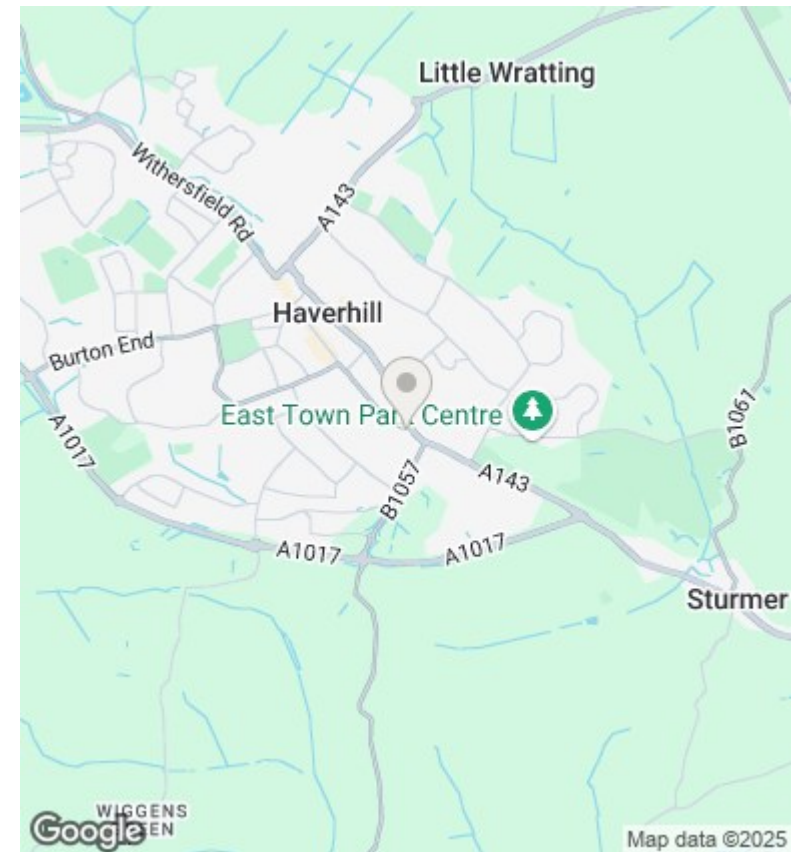 Little Wratting
Withersfield Rd
A143
Haverhill
Burton End
East Town Park Centre
A1017
B1061
A143
B1057
A1017
A1017
Sturmer
WIGGENS
Google
Map data ©2025